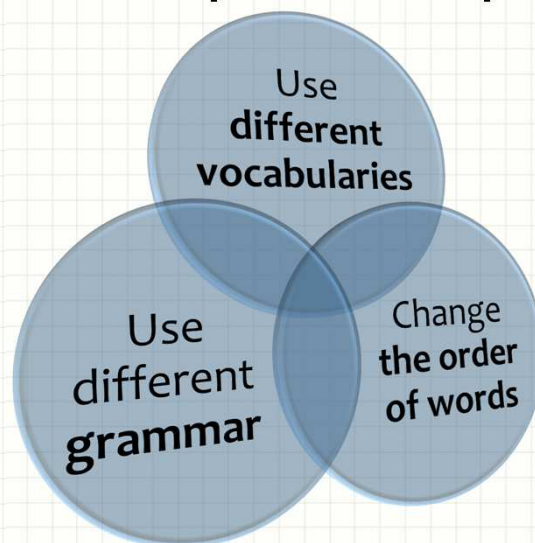 Use
different
vocabularies
Use
different
grammar
Change
the order
of words